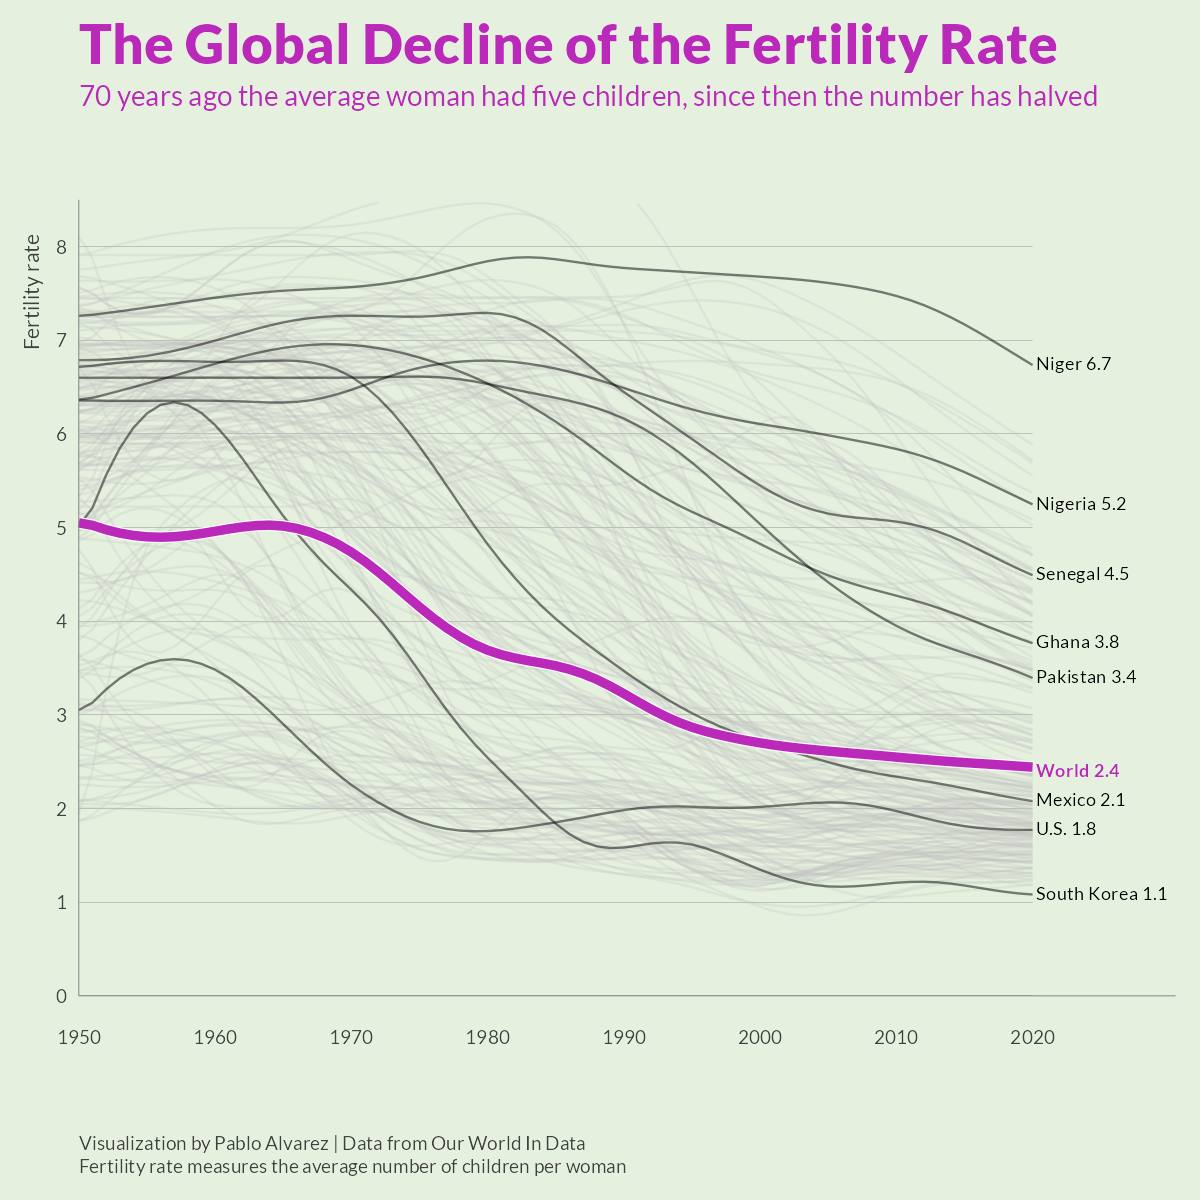 The Global Decline of the Fertility Rate
70 years ago the average woman had five children, since then the number has halved
Fertility rate
8
7
6
5
4
3
2
1
0
1950 1960 1970 1980 1990 2000 2010 2020
Niger 6.7
Nigeria 5.2
Senegal 4.5
Ghana 3.8
Pakistan 3.4
World 2.4
Mexico 2.1
U.S. 1.8
South Korea 1.1
Visualization by Pablo Alvarez | Data from Our World In Data
Fertility rate measures the average number of children per woman